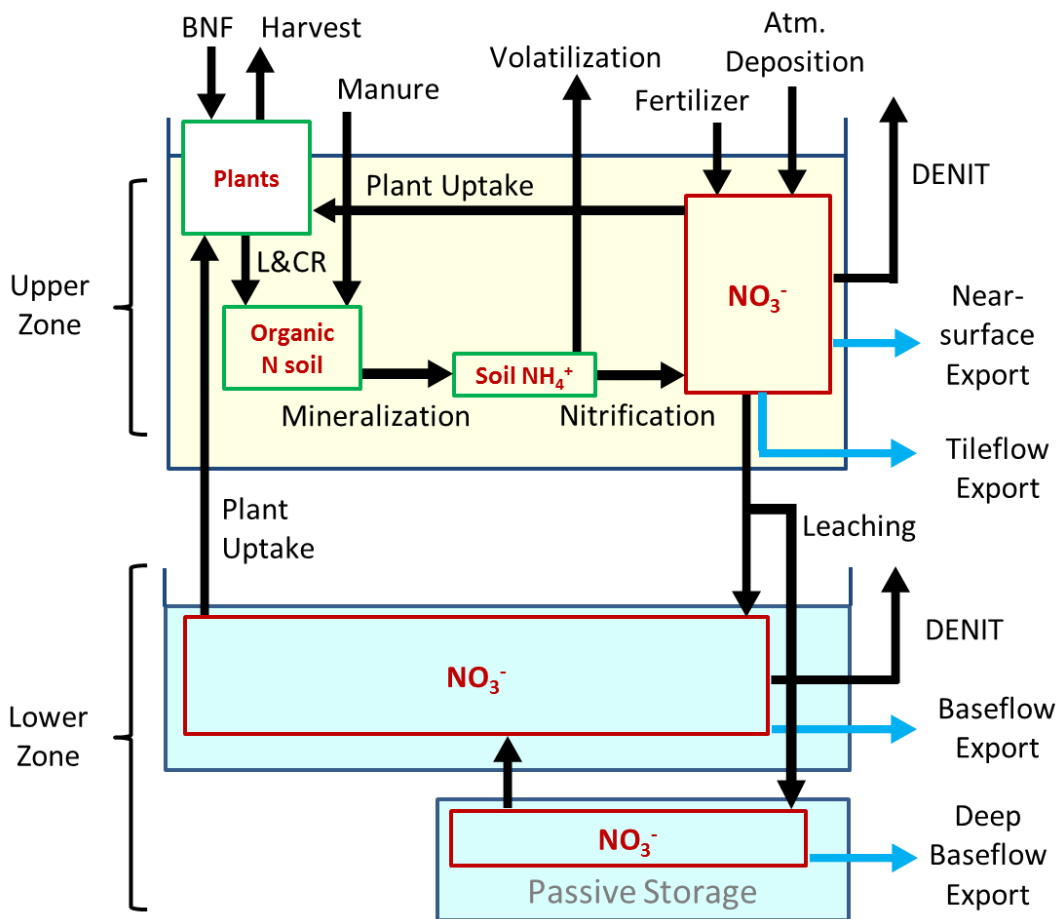 BNF
Harvest
Manure
Volatilization
Atm.
Deposition
Fertilizer
DENIT
Plants
Plant Uptake
L&CR
Upper
Zone
Organic
N soil
Soil NH₄⁺
NO₃⁻
Mineralization
Nitrification
Near-
surface
Export
Tileflow
Export
Plant
Uptake
Leaching
DENIT
Lower
Zone
NO₃⁻
Baseflow
Export
NO₃⁻
Passive Storage
Deep
Baseflow
Export